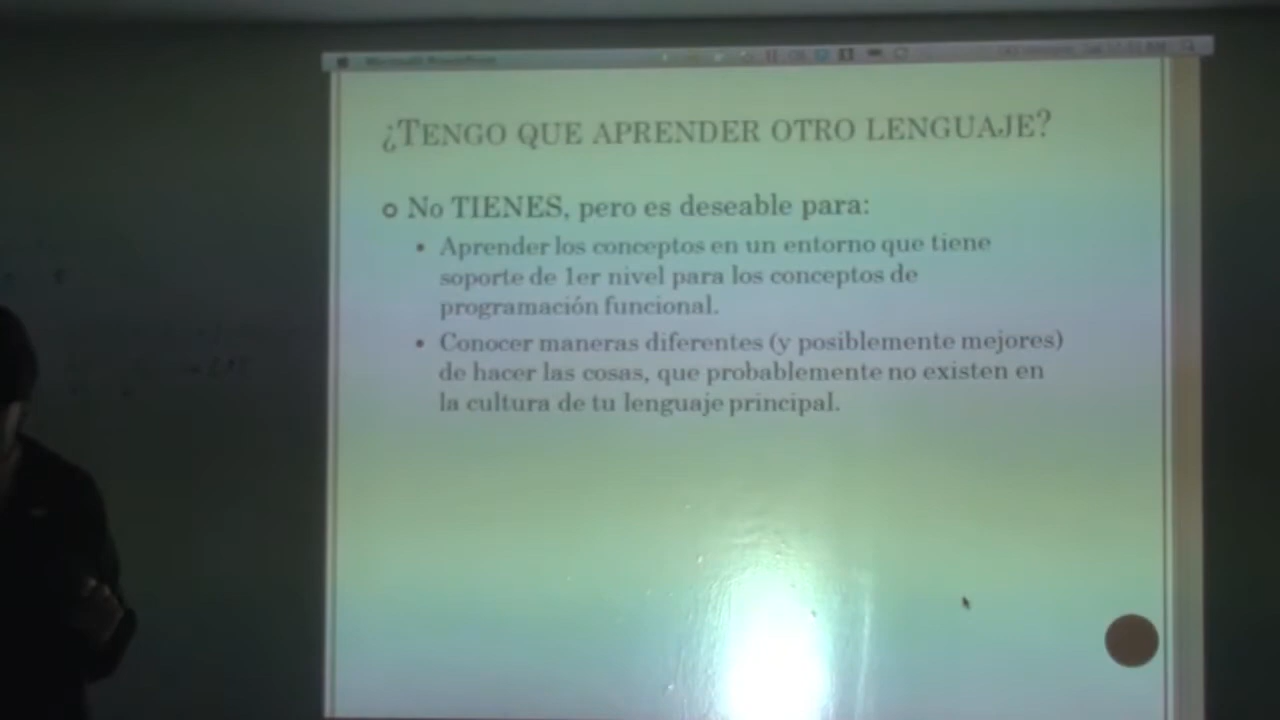 Microsoft PowerPoint
¿TENGO QUE APRENDER OTRO LENGUAJE?
No TIENES, pero es deseable para:
Aprender los conceptos en un entorno que tiene
soporte de 1er nivel para los conceptos de
programación funcional.
Conocer maneras diferentes (y posiblemente mejores)
de hacer las cosas, que probablemente no existen en
la cultura de tu lenguaje principal.